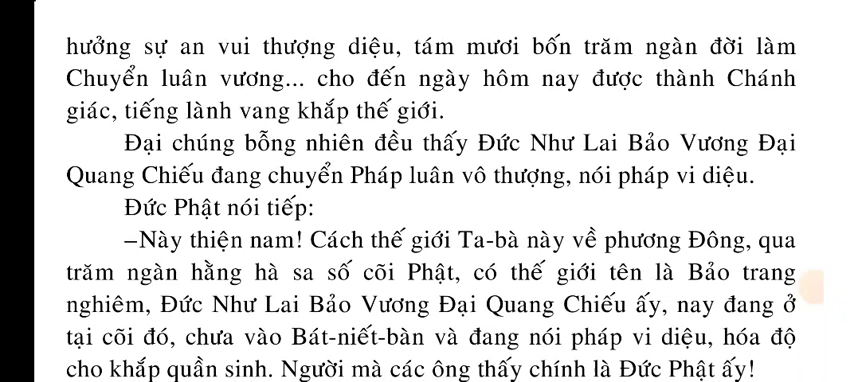 hưởng sự an vui thượng diệu, tám mươi bốn trăm ngàn đời làm
Chuyển luân vương... cho đến ngày hôm nay được thành Chánh
giác, tiếng lành vang khắp thế giới.
Đại chúng bỗng nhiên đều thấy Đức Như Lai Bảo Vương Đại
Quang Chiếu đang chuyển Pháp luân vô thượng, nói pháp vi diệu.
Đức Phật nói tiếp:
–Này thiện nam! Cách thế giới Ta-bà này về phương Đông, qua
trăm ngàn hằng hà sa số cõi Phật, có thế giới tên là Bảo trang
nghiêm, Đức Như Lai Bảo Vương Đại Quang Chiếu ấy, nay đang ở
tại cõi đó, chưa vào Bát-niết-bàn và đang nói pháp vi diệu, hóa độ
cho khắp quần sinh. Người mà các ông thấy chính là Đức Phật ấy!